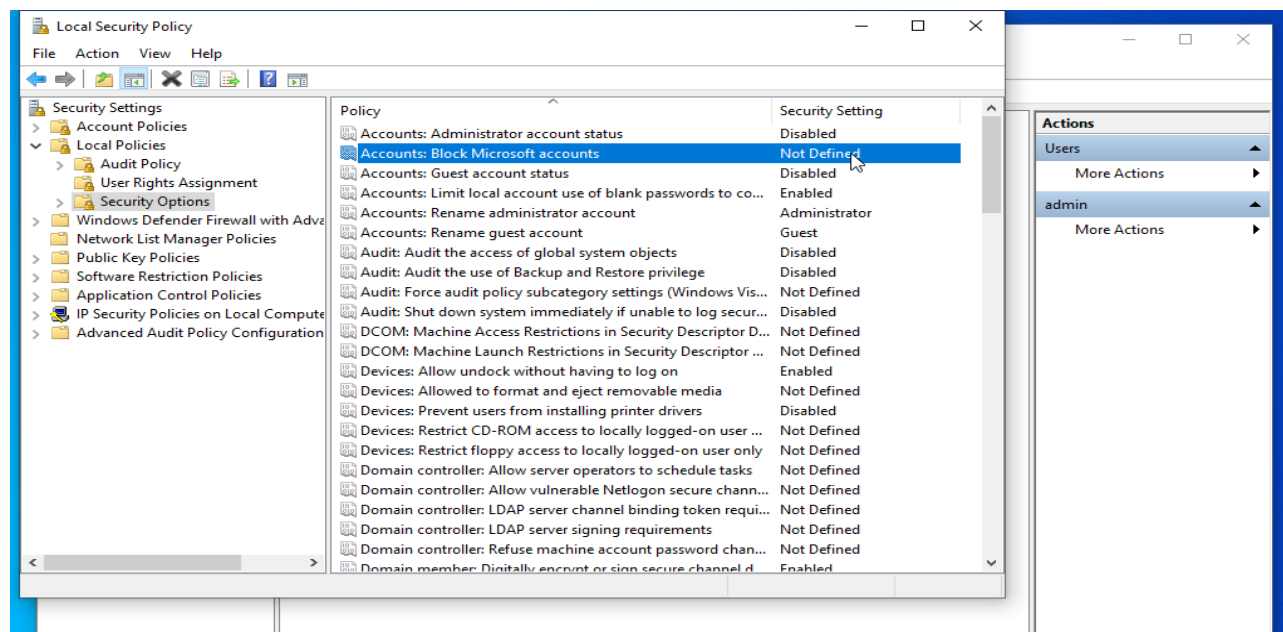 Local Security Policy
File Action View Help
Security Settings
Account Policies
Local Policies
Audit Policy
User Rights Assignment
Security Options
Windows Defender Firewall with Adva
Network List Manager Policies
Public Key Policies
Software Restriction Policies
Application Control Policies
IP Security Policies on Local Compute
Advanced Audit Policy Configuration
Policy Security Setting
Accounts: Administrator account status Disabled
Accounts: Block Microsoft accounts Not Defined
Accounts: Guest account status Disabled
Accounts: Limit local account use of blank passwords to co... Enabled
Accounts: Rename administrator account Administrator
Accounts: Rename guest account Guest
Audit: Audit the access of global system objects Disabled
Audit: Audit the use of Backup and Restore privilege Disabled
Audit: Force audit policy subcategory settings (Windows Vis... Not Defined
Audit: Shut down system immediately if unable to log secur... Disabled
DCOM: Machine Access Restrictions in Security Descriptor D... Not Defined
DCOM: Machine Launch Restrictions in Security Descriptor ... Not Defined
Devices: Allow undock without having to log on Enabled
Devices: Allowed to format and eject removable media Not Defined
Devices: Prevent users from installing printer drivers Disabled
Devices: Restrict CD-ROM access to locally logged-on user ... Not Defined
Devices: Restrict floppy access to locally logged-on user only Not Defined
Domain controller: Allow server operators to schedule tasks Not Defined
Domain controller: Allow vulnerable Netlogon secure chann... Not Defined
Domain controller: LDAP server channel binding token requi... Not Defined
Domain controller: LDAP server signing requirements Not Defined
Domain controller: Refuse machine account password chan... Not Defined
Domain member: Digitally encrypt or sign secure channel d Enabled
Actions
Users
More Actions
admin
More Actions